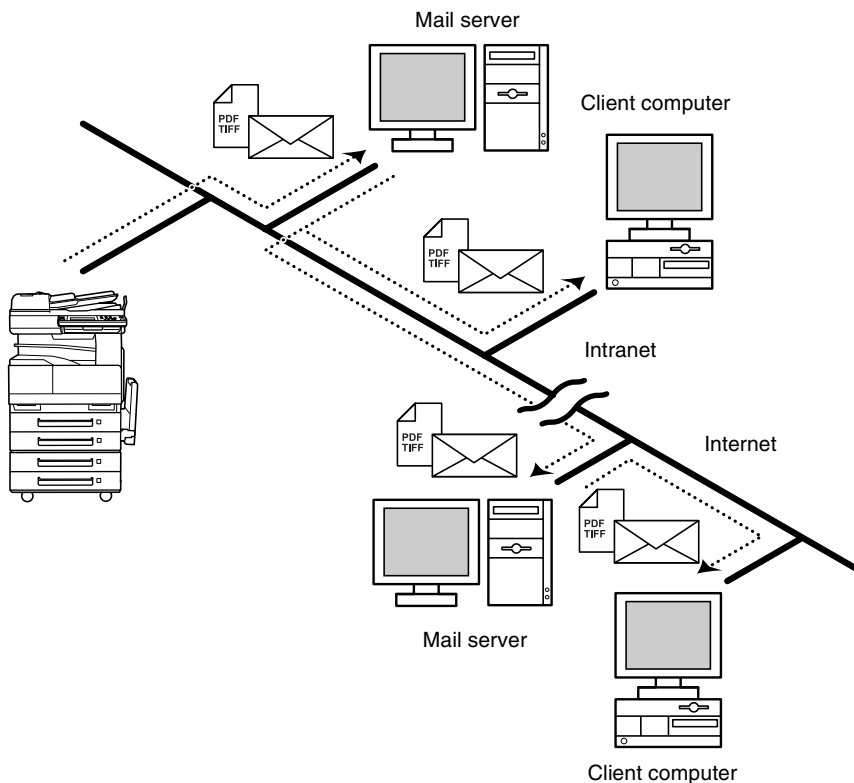 Mail server
Client computer
PDF
TIFF
PDF
TIFF
Intranet
Internet
PDF
TIFF
PDF
TIFF
Mail server
Client computer